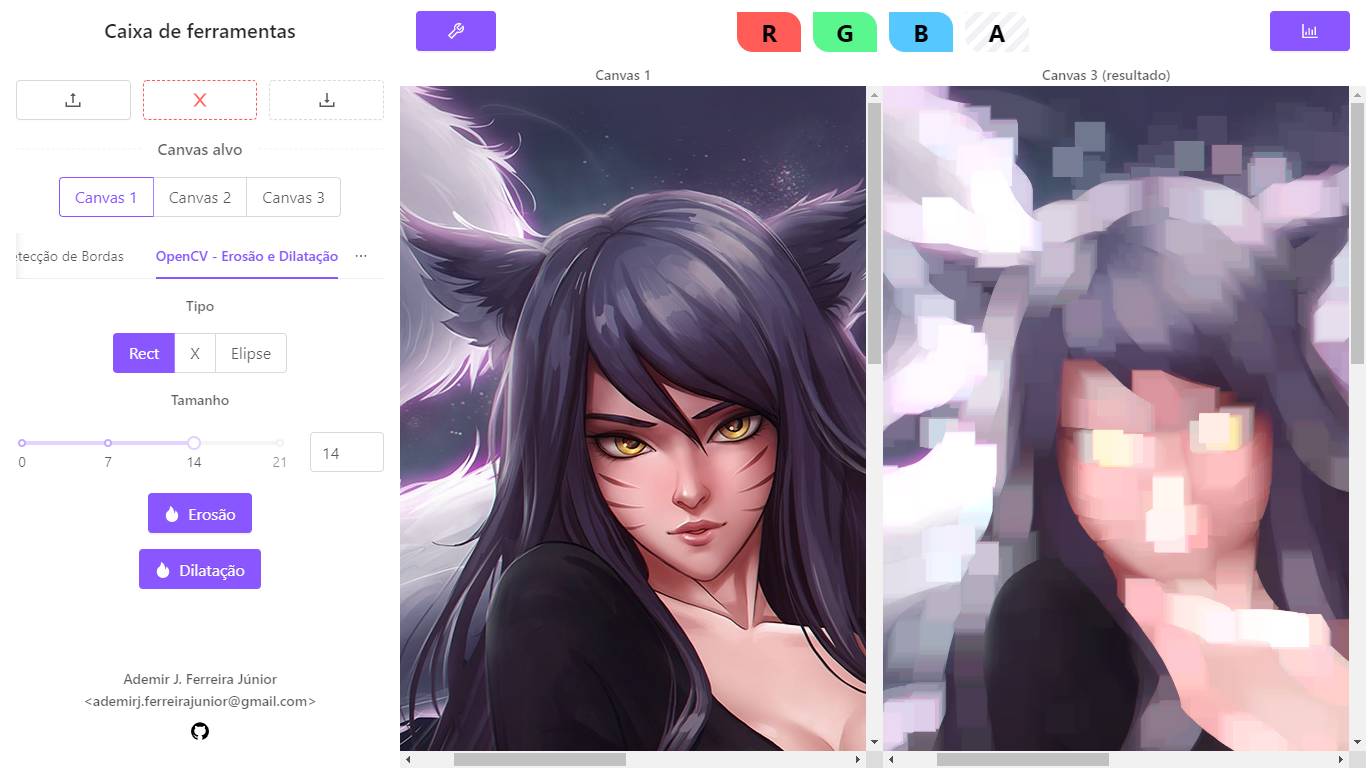 Caixa de ferramentas
R G B A
Canvas 1
Canvas 3 (resultado)
X
Canvas alvo
Canvas 1 Canvas 2 Canvas 3
etecção de Bordas OpenCV - Erosão e Dilatação ...
Tipo
Rect X Elipse
Tamanho
14
0 7 14 21
Erosão
Dilatação
Ademir J. Ferreira Júnior
<ademirj.ferreirajunior@gmail.com>